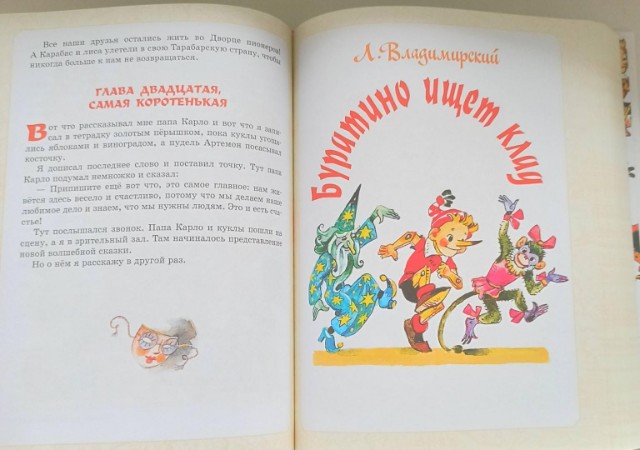 Все наши друзья остались жить во Дворце пионеров!
А Карабас и лиса улетели в свою Тарабарскую страну, чтобы
никогда больше к нам не возвращаться.
ГЛАВА ДВАДЦАТАЯ,
САМАЯ КОРОТЕНЬКАЯ
Вот что рассказывал мне папа Карло и вот что я запи-
сал в тетрадку золотым пёрышком, пока куклы угоща-
лись яблоками и виноградом, а пудель Артемон посасывал
косточку.
Я дописал последнее слово и поставил точку. Тут папа
Карло подумал немножко и сказал:
— Припишите ещё вот что, это самое главное: нам жи-
вётся здесь весело и счастливо, потому что мы делаем наше
любимое дело и знаем, что мы нужны людям. Это и есть сча-
стье!
Тут послышался звонок. Папа Карло и куклы пошли на
сцену, а я в зрительный зал. Там начиналось представление
новой волшебной сказки.
Но о нём я расскажу в другой раз.
Л. Владимирский
Буратино ищет клад